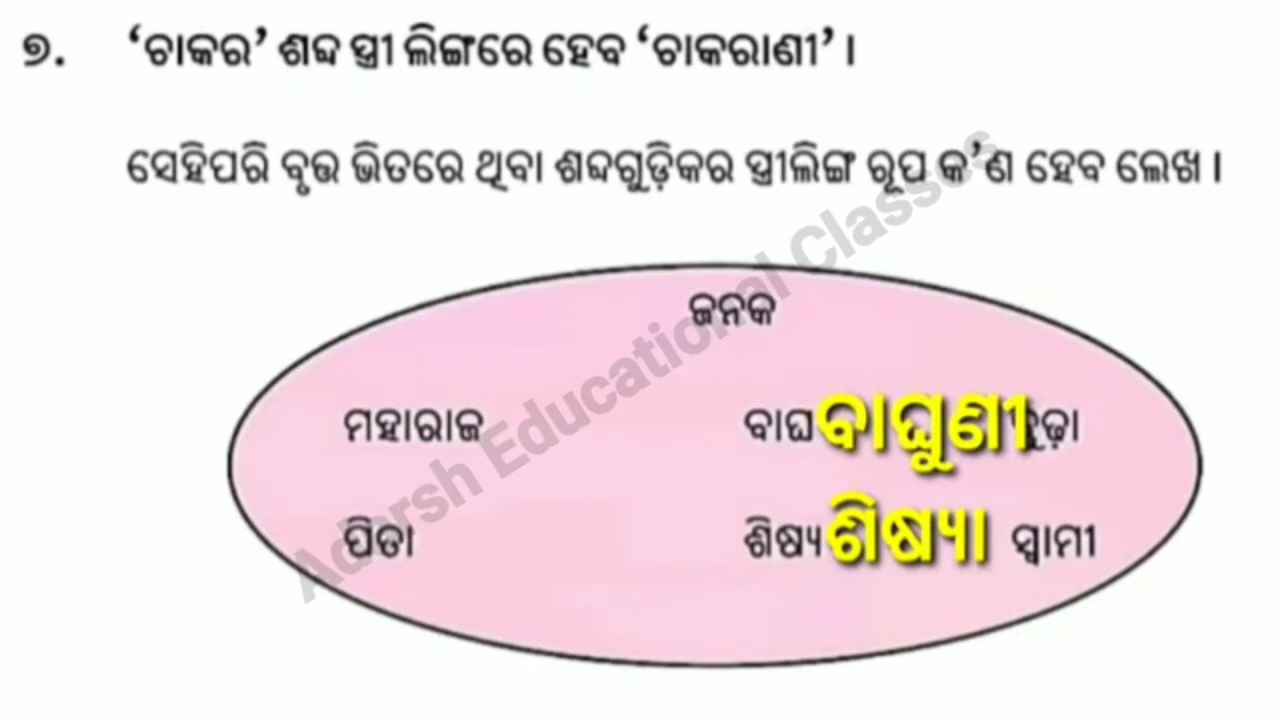 ୭. ‘ଚାକର’ ଶବ୍ଦ ସ୍ତ୍ରୀ ଲିଙ୍ଗରେ ହେବ ‘ଚାକରାଣୀ’ ।
ସେହିପରି ବୃତ୍ତ ଭିତରେ ଥିବା ଶବ୍ଦଗୁଡ଼ିକର ସ୍ତ୍ରୀଲିଙ୍ଗ ରୂପ କ’ଣ ହେବ ଲେଖ ।
ଜନକ
ମହାରାଜ ବାଘ ବାଘୁଣୀ
ପିତା ଶିଷ୍ୟ ଶିଷ୍ୟା ସ୍ୱାମୀ
Adarsh Educational Classes